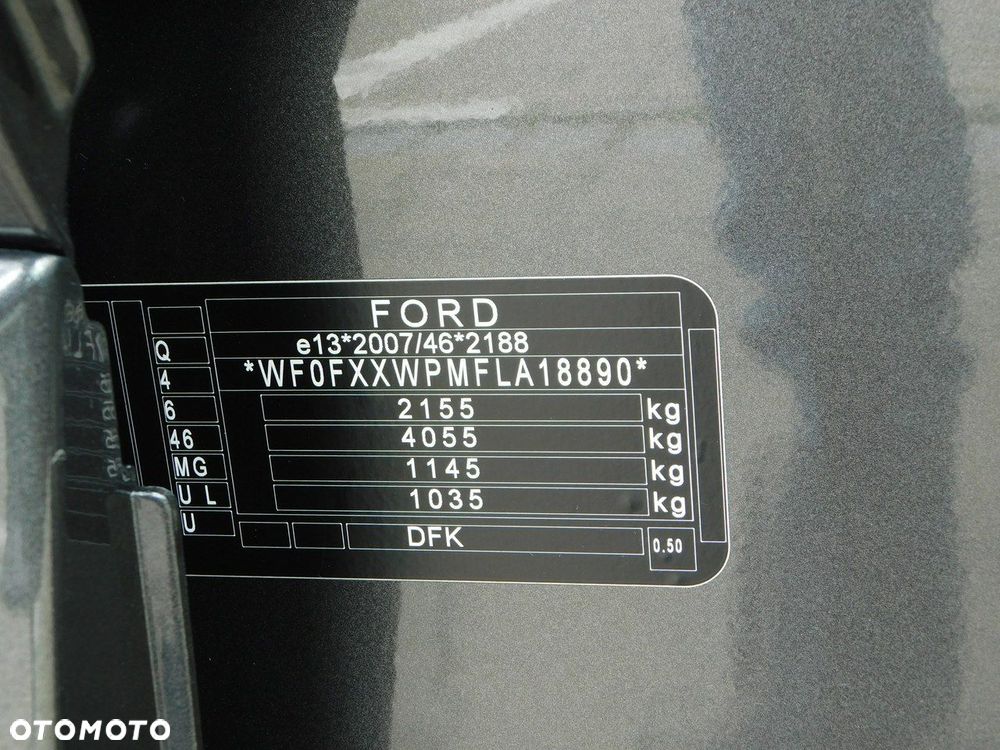 FORD
e13*2007/46*2188
*WF0FXXWPMFLA18890*
2155 kg
4055 kg
1145 kg
1035 kg
DFK
0.50
Q
4
6
46
MG
U L
U
OTOMOTO